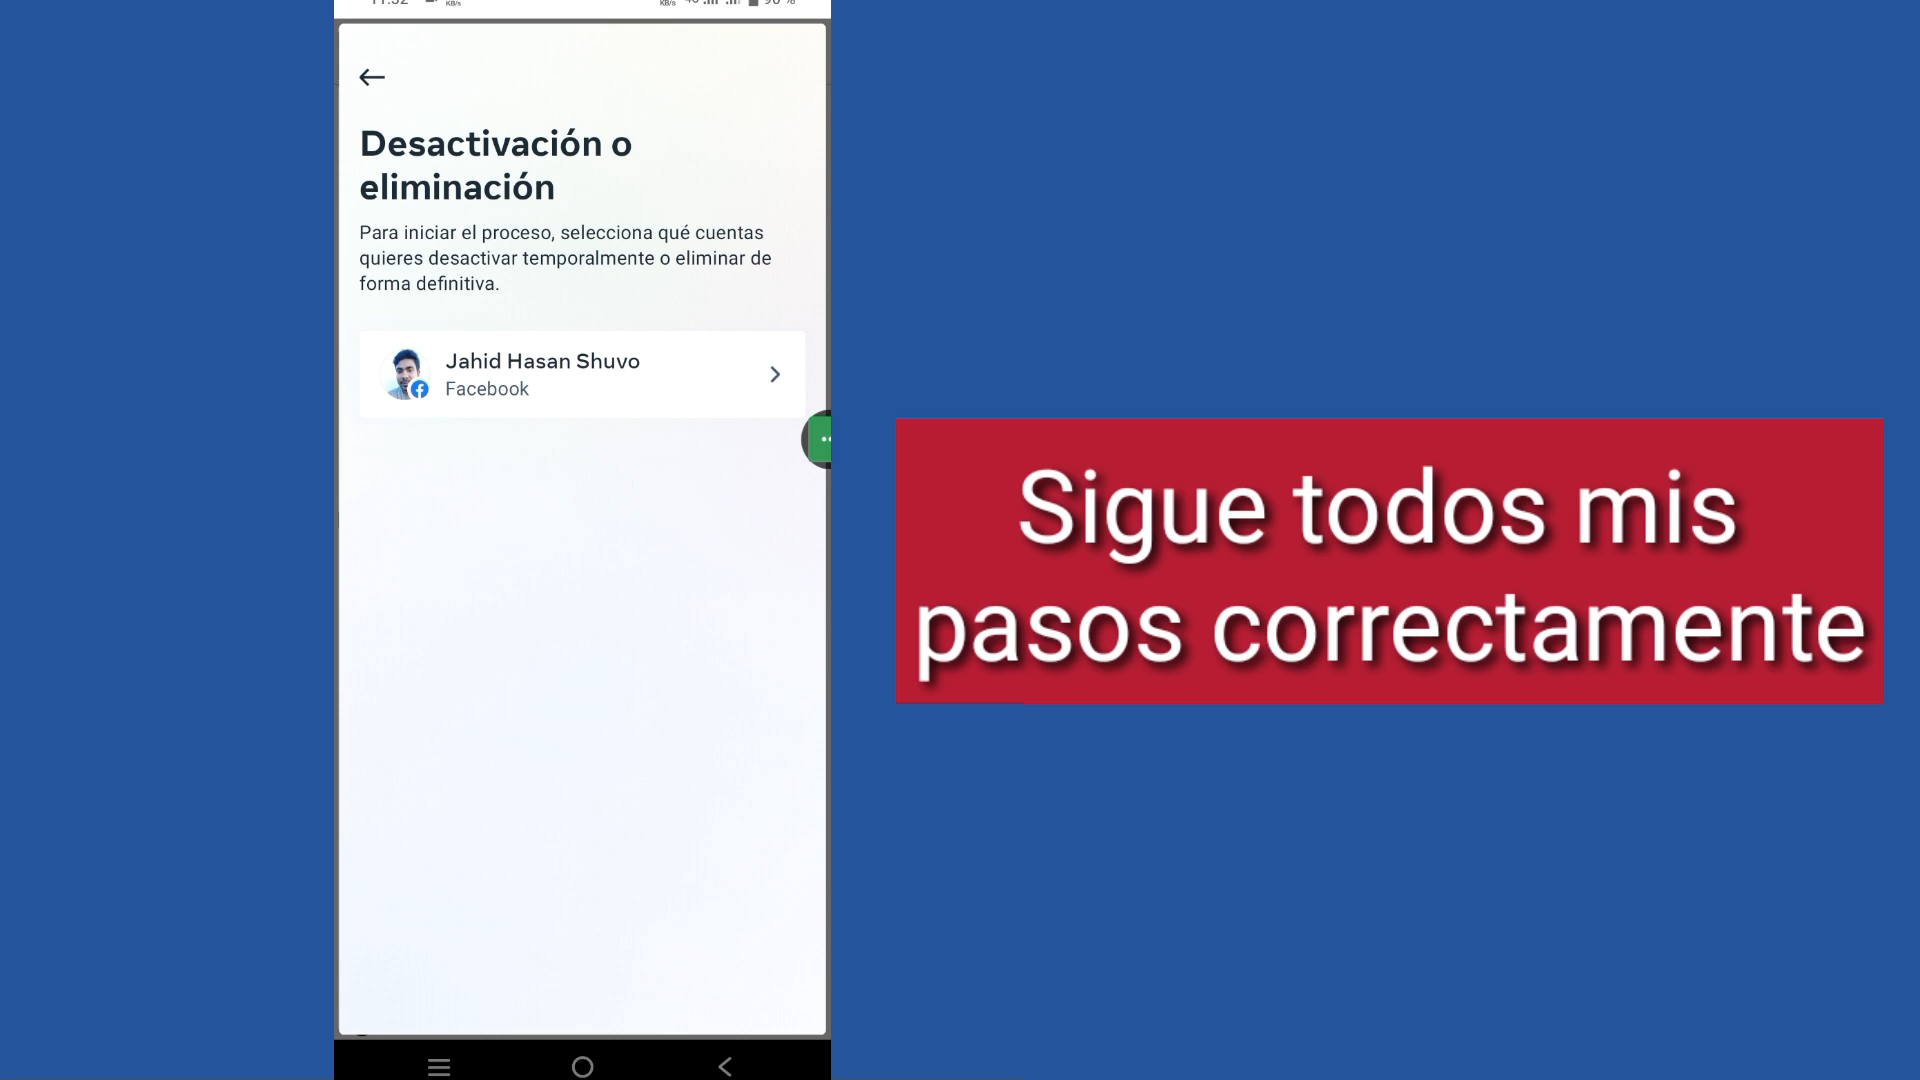 Desactivación o
eliminación
Para iniciar el proceso, selecciona qué cuentas
quieres desactivar temporalmente o eliminar de
forma definitiva.
Jahid Hasan Shuvo
Facebook
Sigue todos mis
pasos correctamente